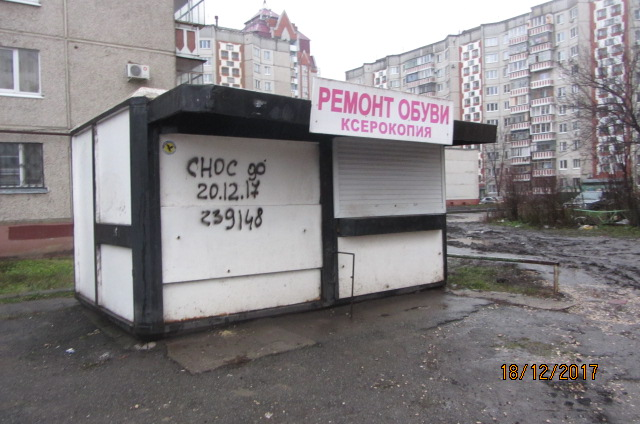 РЕМОНТ ОБУВИ
КСЕРОКОПИЯ
СНОС до
20.12.17
239148
18/12/2017